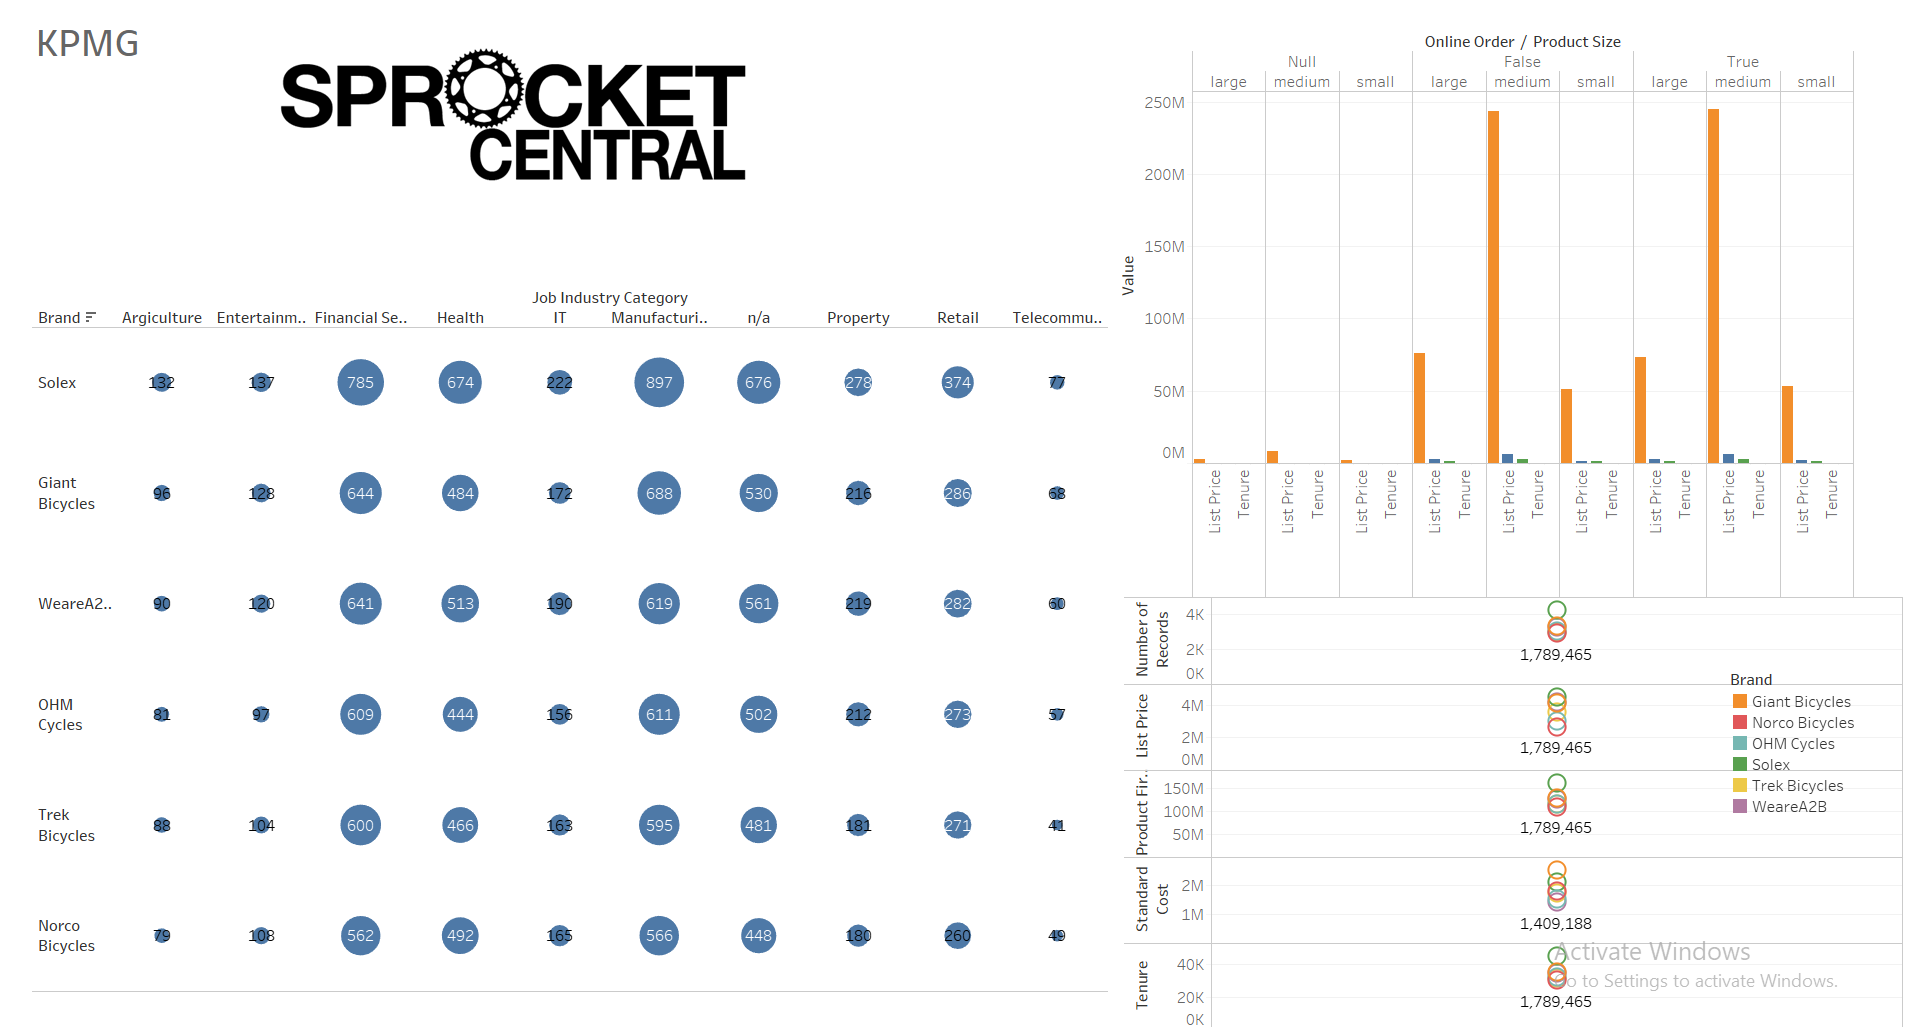 KPMG
SPROCKET
CENTRAL
Job Industry Category
Brand Argiculture Entertainm.. Financial Se.. Health IT Manufacturi.. n/a Property Retail Telecommu..
Solex 132 137 785 674 222 897 676 278 374 77
Giant Bicycles 96 128 644 484 172 688 530 216 286 68
WeareA2.. 90 120 641 513 190 619 561 219 282 60
OHM Cycles 81 97 609 444 156 611 502 212 273 57
Trek Bicycles 88 104 600 466 163 595 481 181 271 41
Norco Bicycles 79 108 562 492 165 566 448 180 260 49
Online Order / Product Size
Null False True
large medium small large medium small large medium small
Value
250M
200M
150M
100M
50M
0M
List Price Tenure List Price Tenure List Price Tenure List Price Tenure List Price Tenure List Price Tenure List Price Tenure List Price Tenure List Price Tenure
Number of Records
4K
2K
0K
1,789,465
List Price
4M
2M
0M
1,789,465
Product Fir..
150M
100M
50M
1,789,465
Standard Cost
2M
1M
1,409,188
Tenure
40K
20K
0K
1,789,465
Brand
Giant Bicycles
Norco Bicycles
OHM Cycles
Solex
Trek Bicycles
WeareA2B
Activate Windows
Go to Settings to activate Windows.